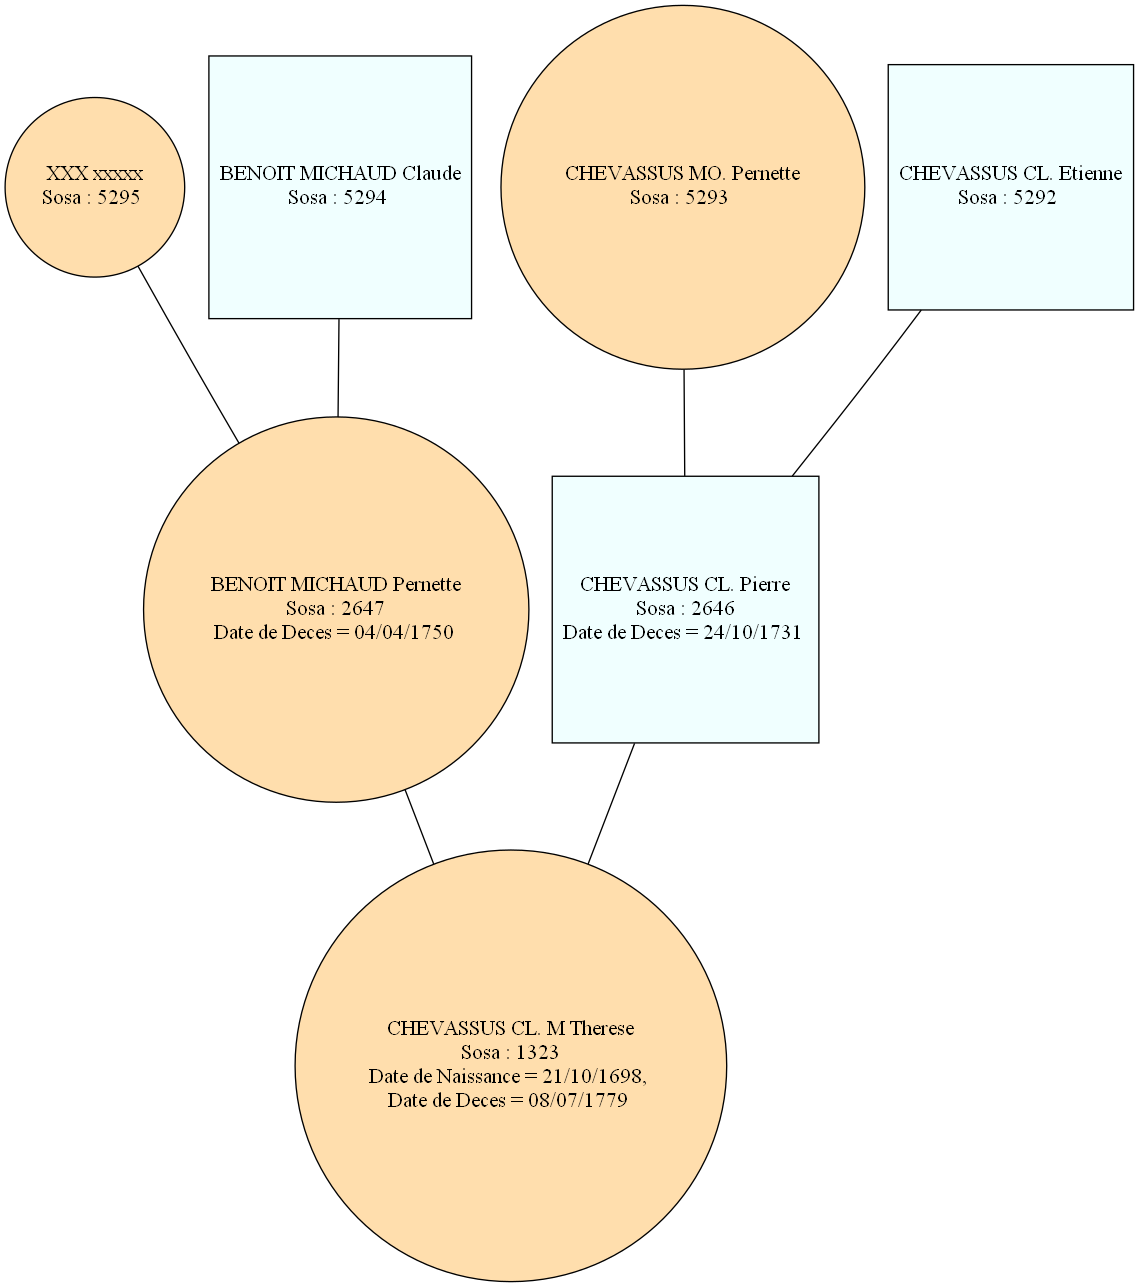 XXX xxxxx
Sosa : 5295
BENOIT MICHAUD Claude
Sosa : 5294
CHEVASSUS MO. Pernette
Sosa : 5293
CHEVASSUS CL. Etienne
Sosa : 5292
BENOIT MICHAUD Pernette
Sosa : 2647
Date de Deces = 04/04/1750
CHEVASSUS CL. Pierre
Sosa : 2646
Date de Deces = 24/10/1731
CHEVASSUS CL. M Therese
Sosa : 1323
Date de Naissance = 21/10/1698,
Date de Deces = 08/07/1779